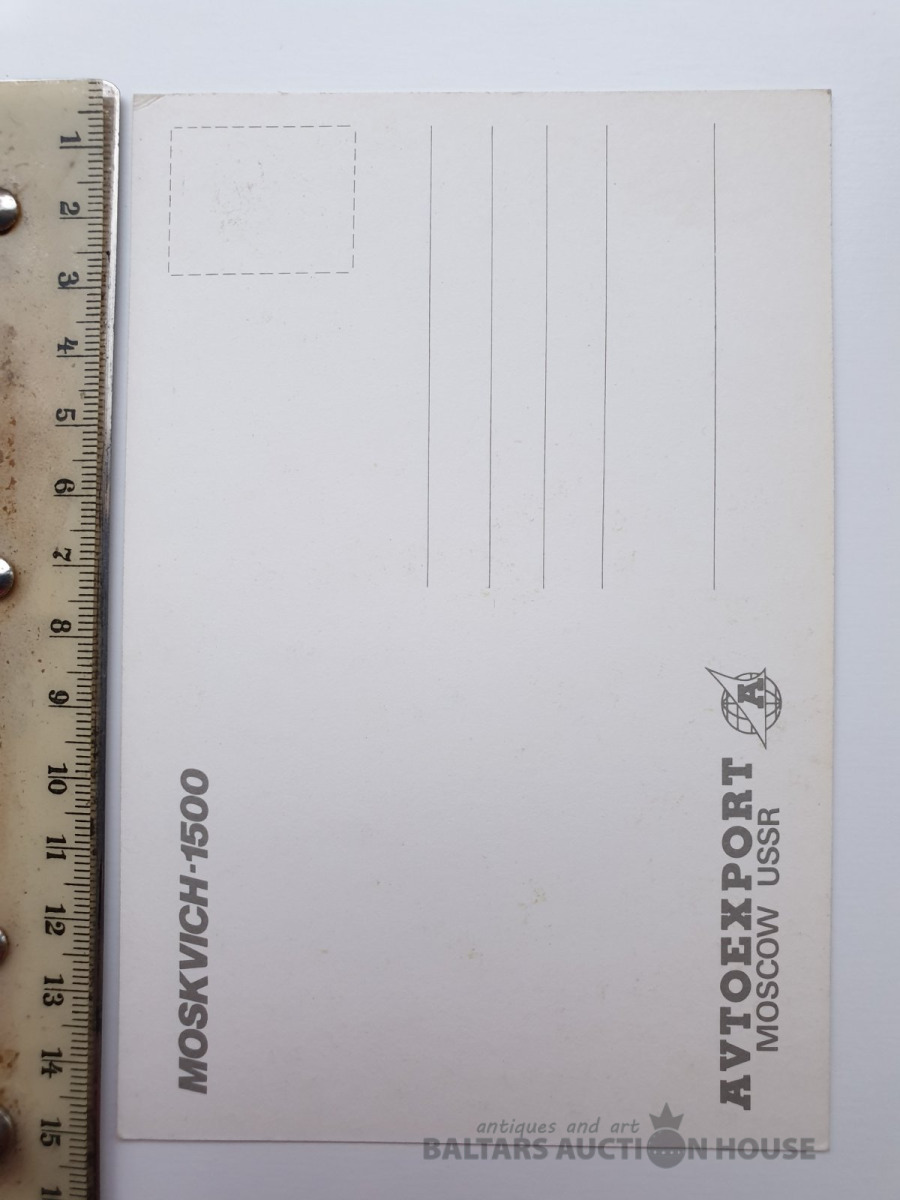 1
2
3
4
5
6
7
8
9
10
11
12
13
14
15
MOSKVICH-1500
A
AVTOEXPORT
MOSCOW USSR
antiques and art
BALTARS AUCTION HOUSE